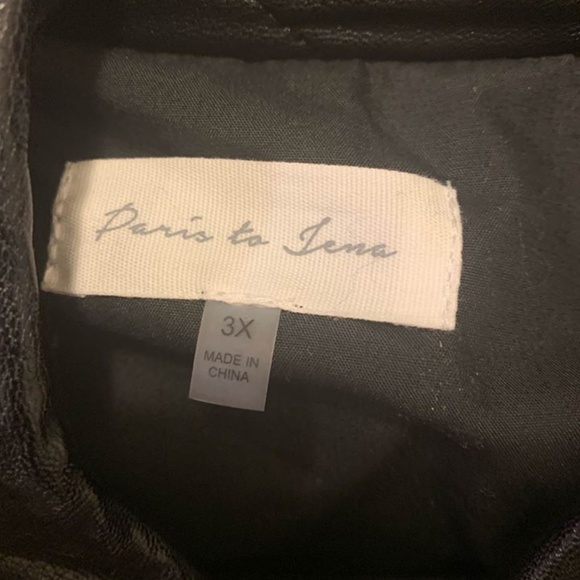 Paris to Jena
3X
MADE IN
CHINA